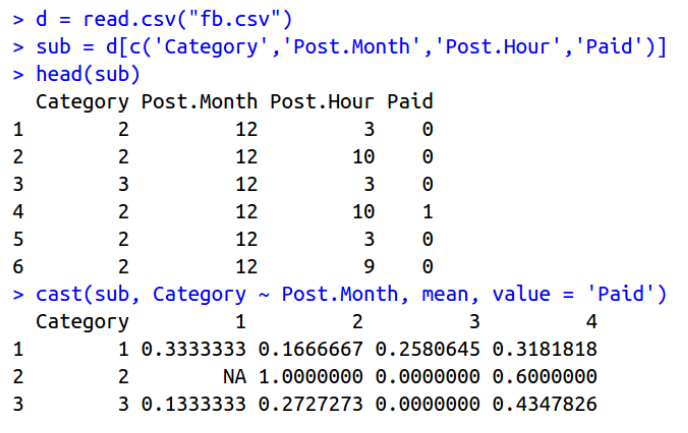 > d = read.csv("fb.csv")
> sub = d[c('Category','Post.Month','Post.Hour','Paid')]
> head(sub)
  Category Post.Month Post.Hour Paid
1        2         12         3    0
2        2         12        10    0
3        3         12         3    0
4        2         12        10    1
5        2         12         3    0
6        2         12         9    0
> cast(sub, Category ~ Post.Month, mean, value = 'Paid')
  Category         1         2         3         4
1        1 0.3333333 0.1666667 0.2580645 0.3181818
2        2        NA 1.0000000 0.0000000 0.6000000
3        3 0.1333333 0.2727273 0.0000000 0.4347826